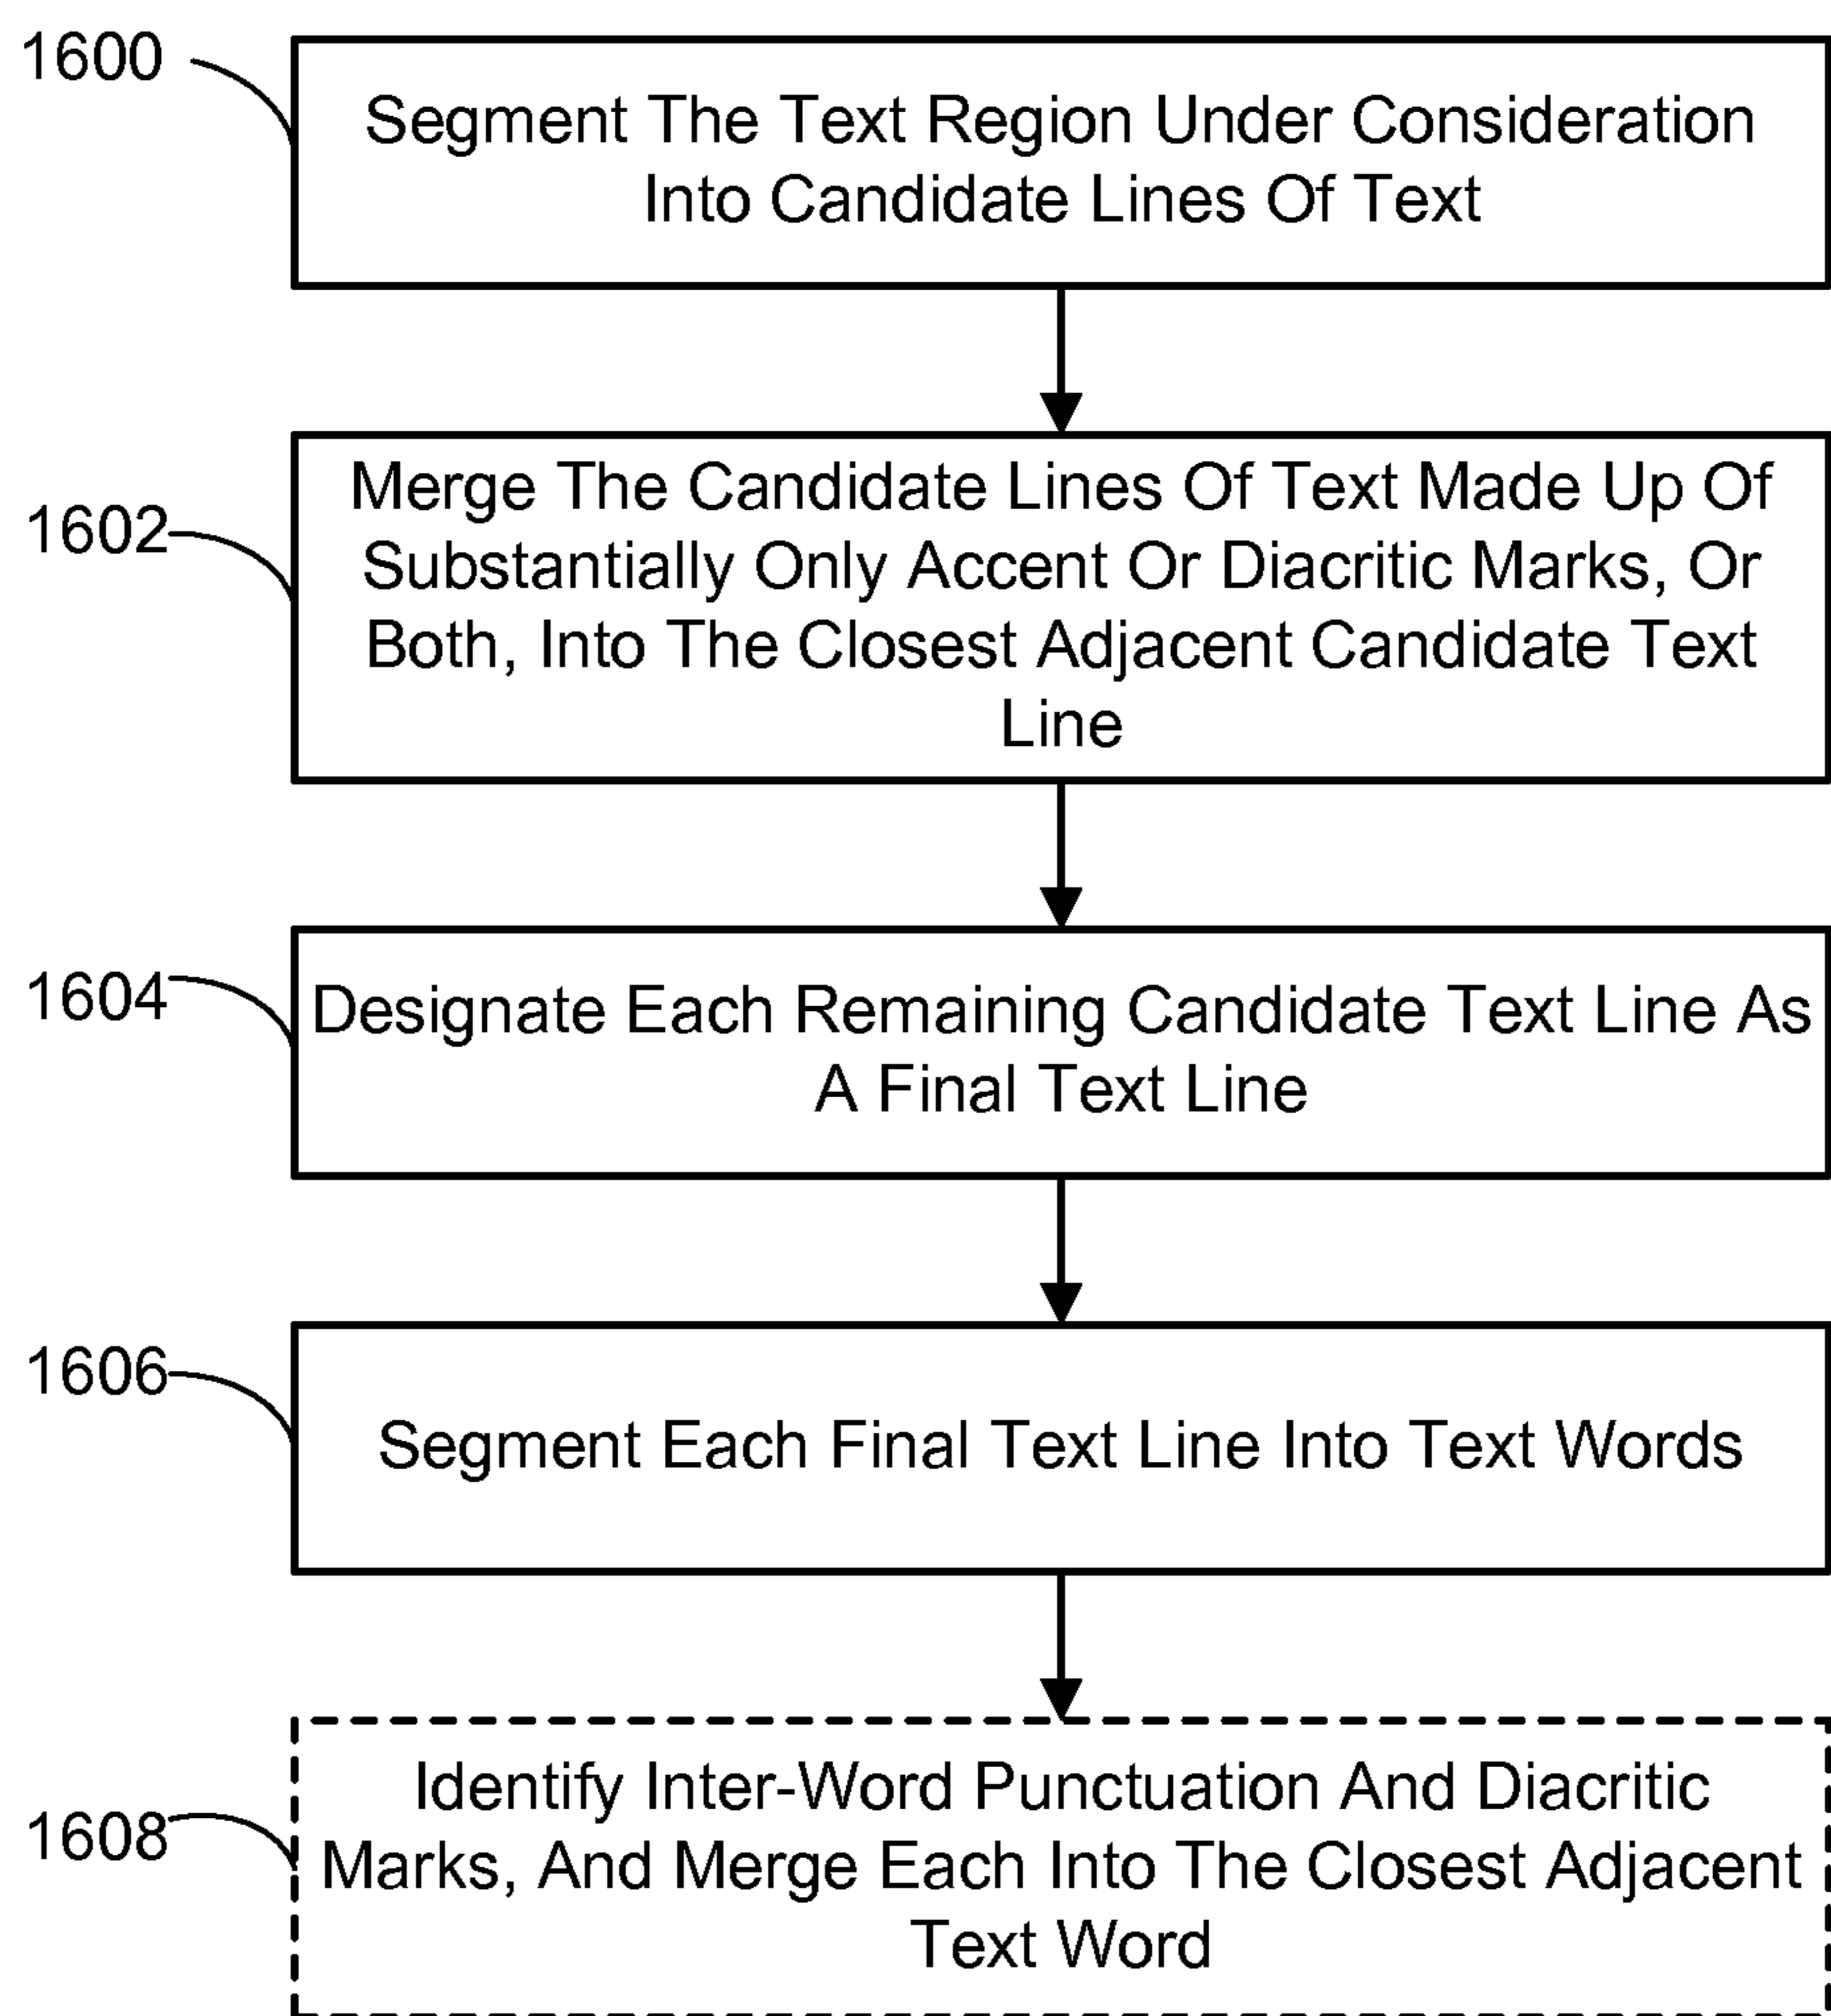 1600
Segment The Text Region Under Consideration
Into Candidate Lines Of Text
1602
Merge The Candidate Lines Of Text Made Up Of
Substantially Only Accent Or Diacritic Marks, Or
Both, Into The Closest Adjacent Candidate Text
Line
1604
Designate Each Remaining Candidate Text Line As
A Final Text Line
1606
Segment Each Final Text Line Into Text Words
1608
Identify Inter-Word Punctuation And Diacritic
Marks, And Merge Each Into The Closest Adjacent
Text Word